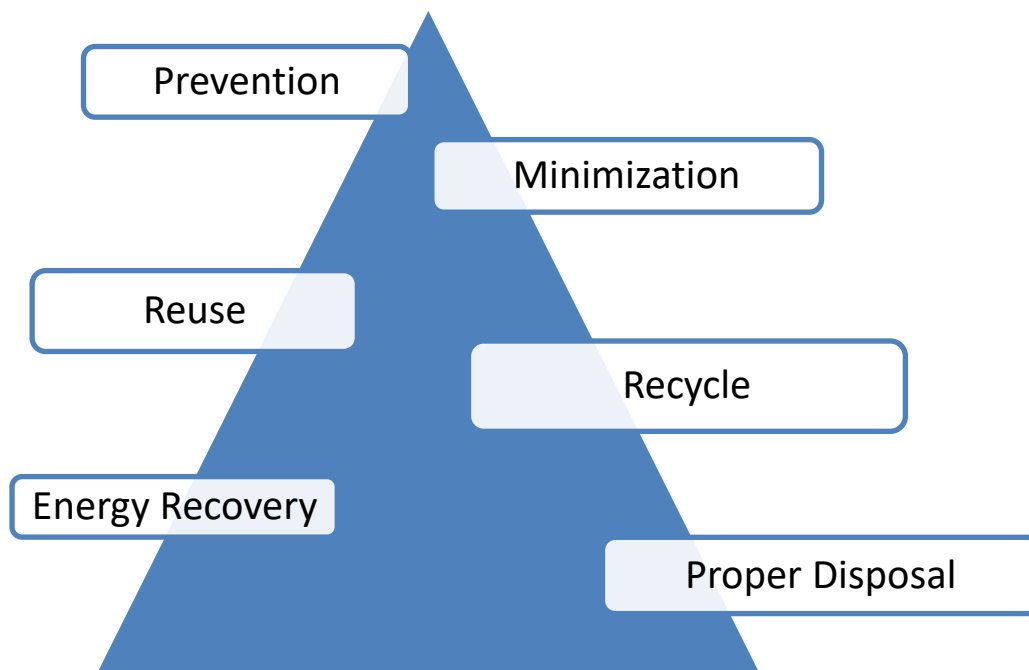 Prevention
Minimization
Reuse
Recycle
Energy Recovery
Proper Disposal